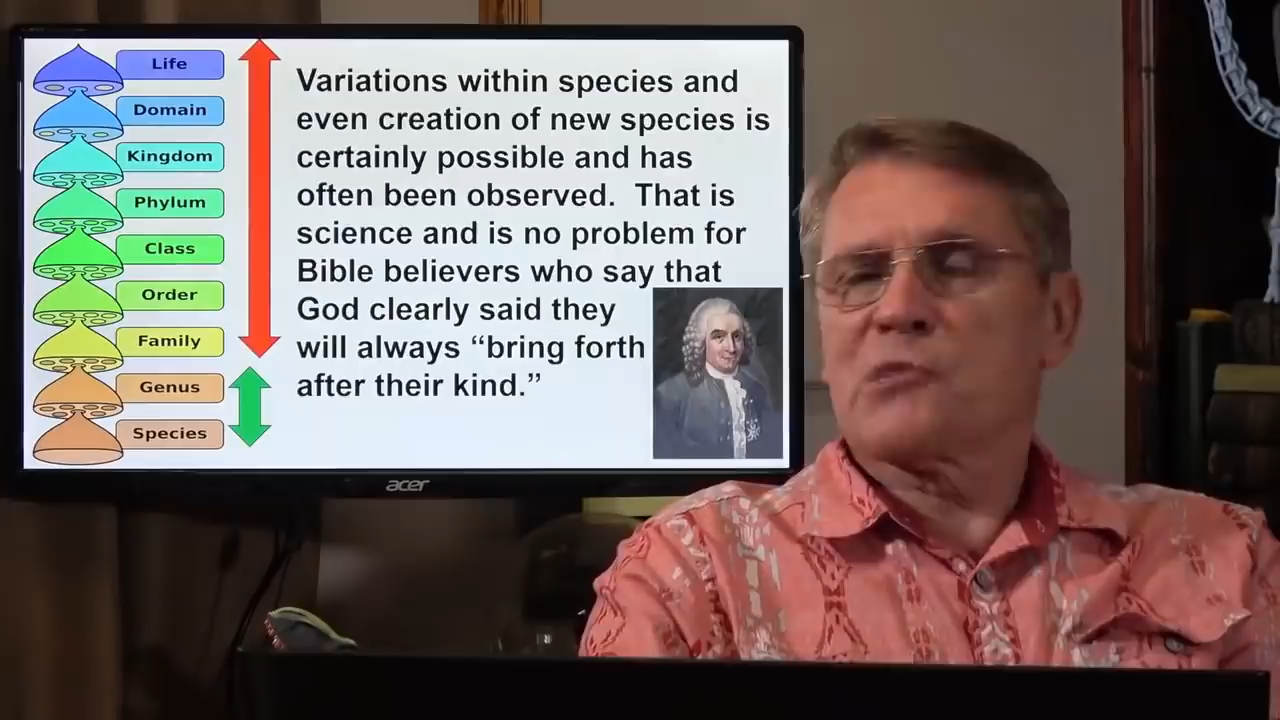 Life
Domain
Kingdom
Phylum
Class
Order
Family
Genus
Species
Variations within species and
even creation of new species is
certainly possible and has
often been observed. That is
science and is no problem for
Bible believers who say that
God clearly said they
will always “bring forth
after their kind.”
acer